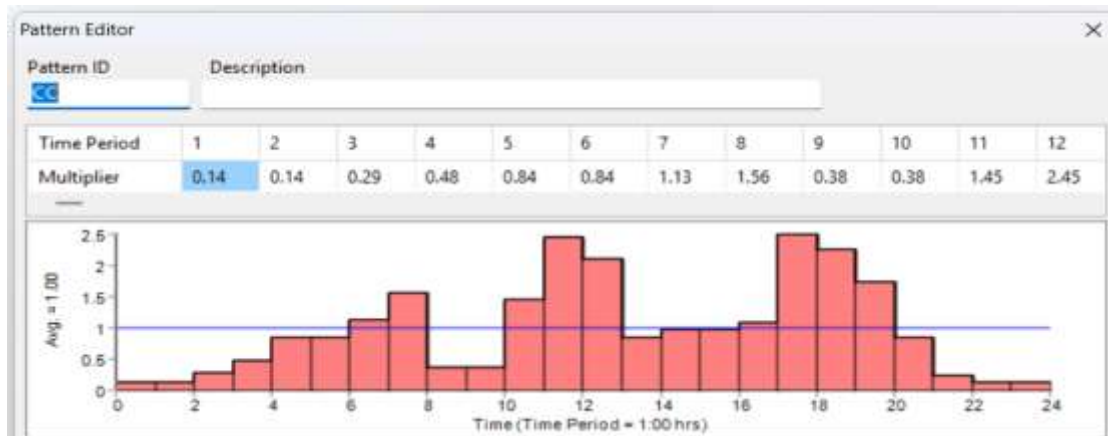 Pattern Editor
Pattern ID Description
CC
Time Period 1 2 3 4 5 6 7 8 9 10 11 12
Multiplier 0.14 0.14 0.29 0.48 0.84 0.84 1.13 1.56 0.38 0.38 1.45 2.45
2.5
2
1.5
1
0.5
0
Avg. = 1.00
0 2 4 6 8 10 12 14 16 18 20 22 24
Time (Time Period = 1:00 hrs)